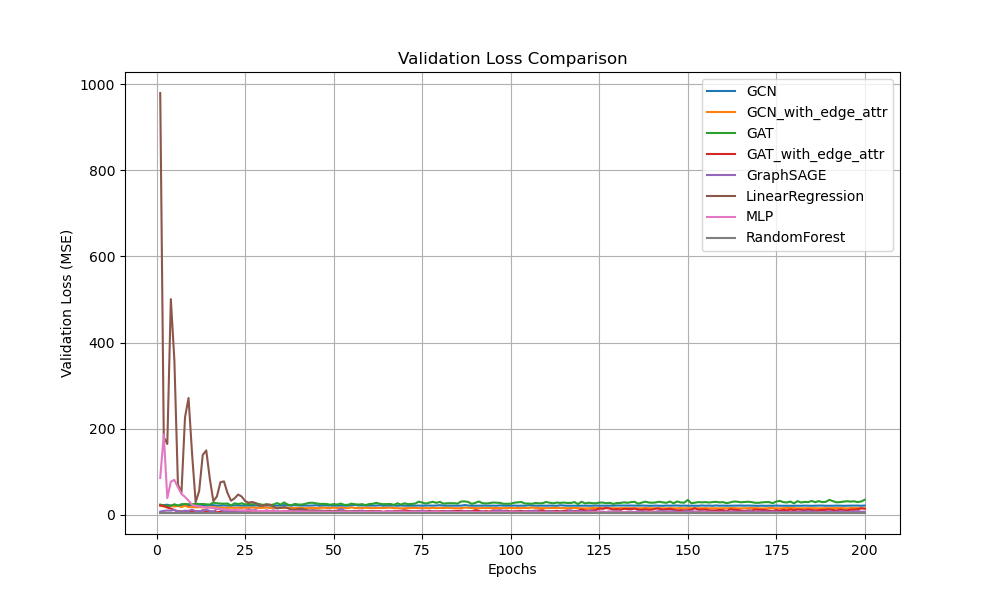 Validation Loss Comparison
1000
800
600
400
200
0
Validation Loss (MSE)
GCN
GCN_with_edge_attr
GAT
GAT_with_edge_attr
GraphSAGE
LinearRegression
MLP
RandomForest
0 25 50 75 100 125 150 175 200
Epochs